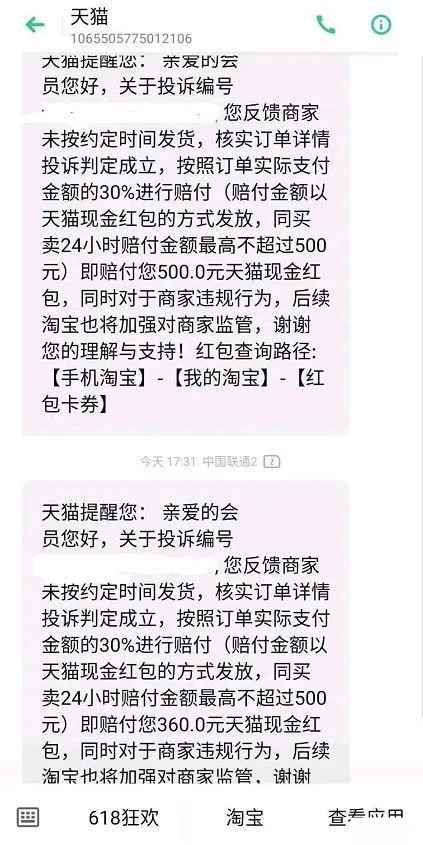 天猫
1065505775012106
天猫提醒您： 亲爱的会
员您好，关于投诉编号
, 您反馈商家
未按约定时间发货，核实订单详情
投诉判定成立，按照订单实际支付
金额的30%进行赔付（赔付金额以
天猫现金红包的方式发放，同买
卖24小时赔付金额最高不超过500
元）即赔付您500.0元天猫现金红
包，同时对于商家违规行为，后续
淘宝也将加强对商家监管，谢谢
您的理解与支持！红包查询路径:
【手机淘宝】-【我的淘宝】-【红
包卡券】
今天 17:31 中国联通2 2
天猫提醒您： 亲爱的会
员您好，关于投诉编号
, 您反馈商家
未按约定时间发货，核实订单详情
投诉判定成立，按照订单实际支付
金额的30%进行赔付（赔付金额以
天猫现金红包的方式发放，同买
卖24小时赔付金额最高不超过500
元）即赔付您360.0元天猫现金红
包，同时对于商家违规行为，后续
淘宝也将加强对商家监管，谢谢
618狂欢
淘宝
查看应用